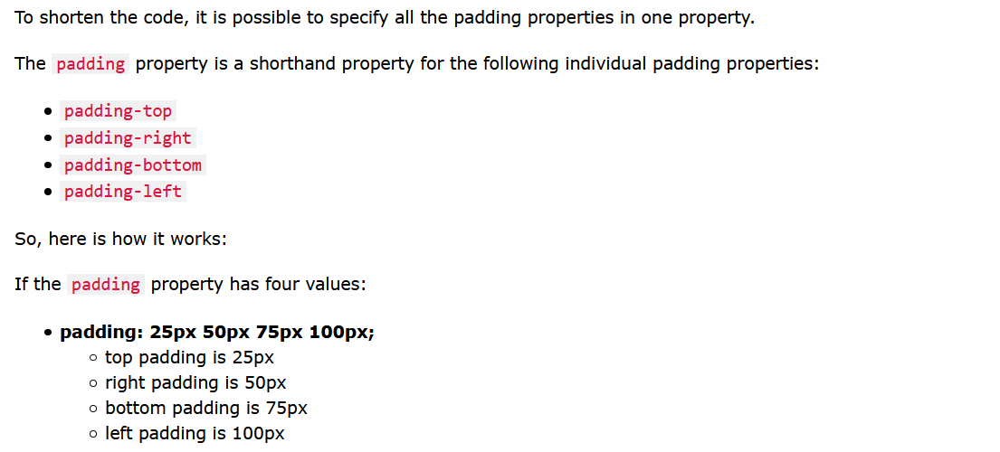 To shorten the code, it is possible to specify all the padding properties in one property.
The padding property is a shorthand property for the following individual padding properties:
padding-top
padding-right
padding-bottom
padding-left
So, here is how it works:
If the padding property has four values:
padding: 25px 50px 75px 100px;
top padding is 25px
right padding is 50px
bottom padding is 75px
left padding is 100px